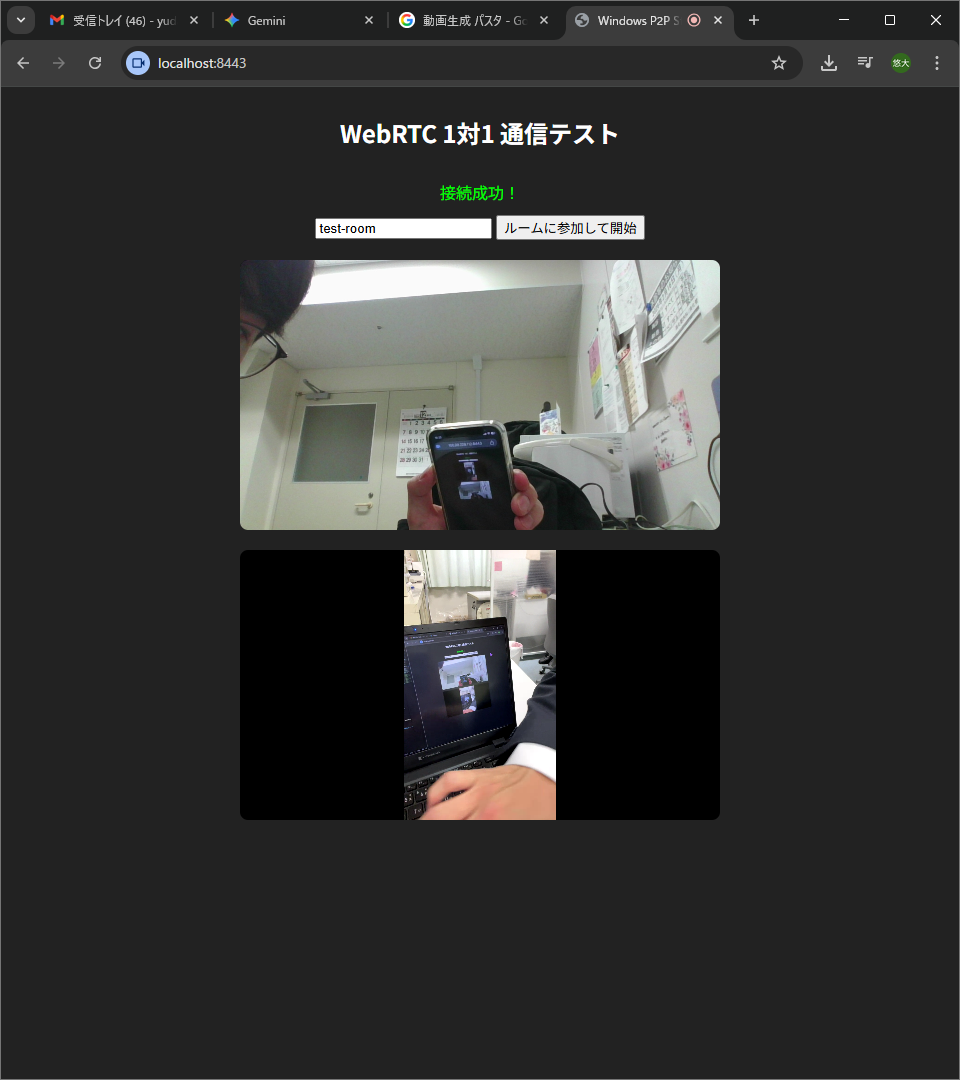 受信トレイ (46) - yud
Gemini
動画生成 パスタ - Go
Windows P2P S
localhost:8443
悠大
WebRTC 1対1 通信テスト
接続成功！
test-room
ルームに参加して開始